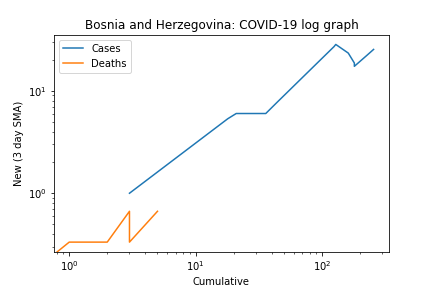 Bosnia and Herzegovina: COVID-19 log graph
Cases
Deaths
New (3 day SMA)
10¹
10⁰
10⁰ 10¹ 10²
Cumulative